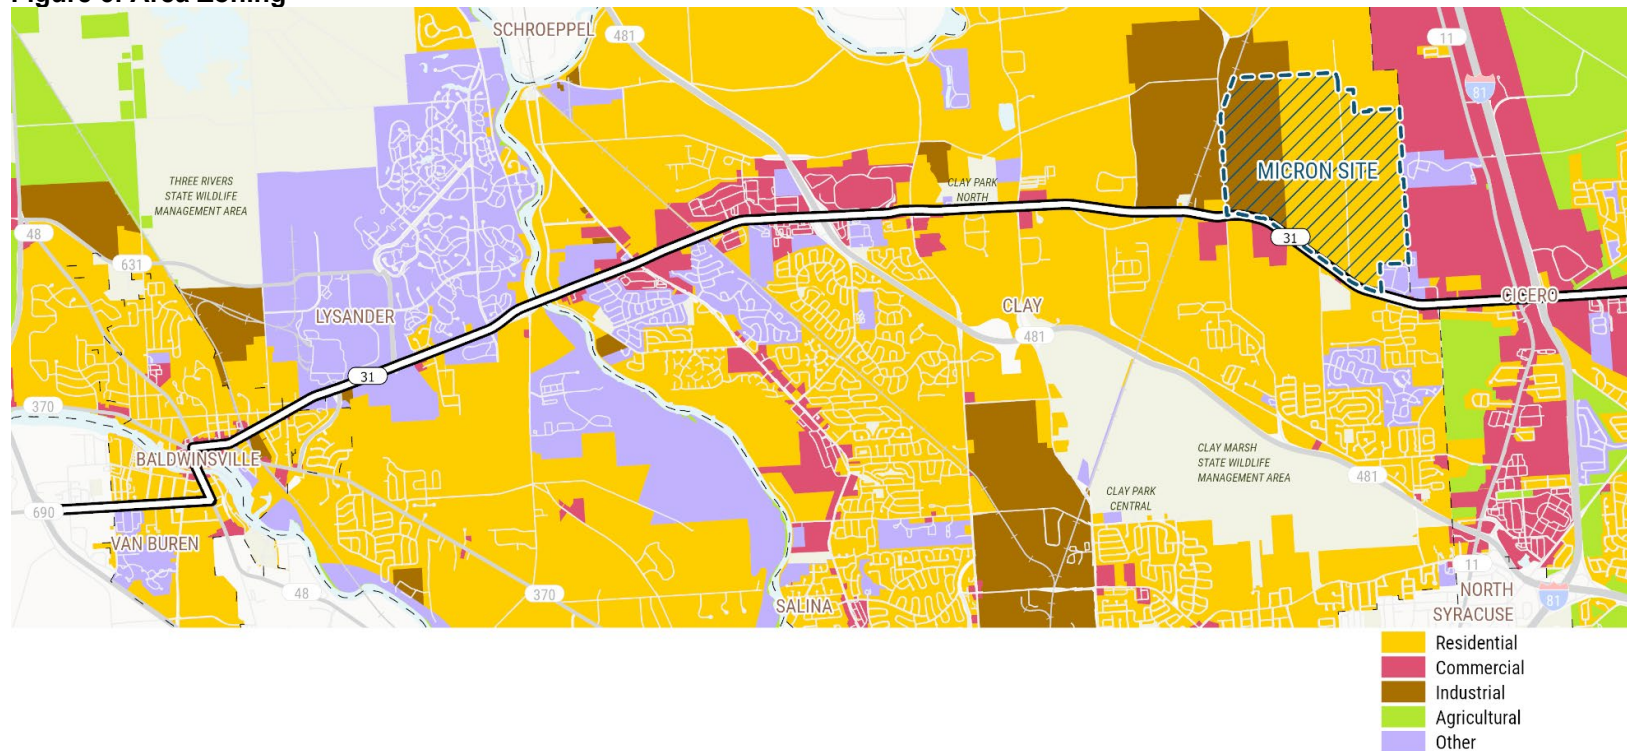 Figure 3. Area Zoning
SCHROEPPEL
481
11
81
THREE RIVERS
STATE WILDLIFE
MANAGEMENT AREA
CLAY PARK
NORTH
MICRON SITE
48
631
31
LYSANDER
CLAY
CICERO
481
31
370
BALDWINSVILLE
CLAY MARSH
STATE WILDLIFE
MANAGEMENT AREA
481
CLAY PARK
CENTRAL
690
VAN BUREN
11
48
370
SALINA
NORTH
SYRACUSE
81
Residential
Commercial
Industrial
Agricultural
Other